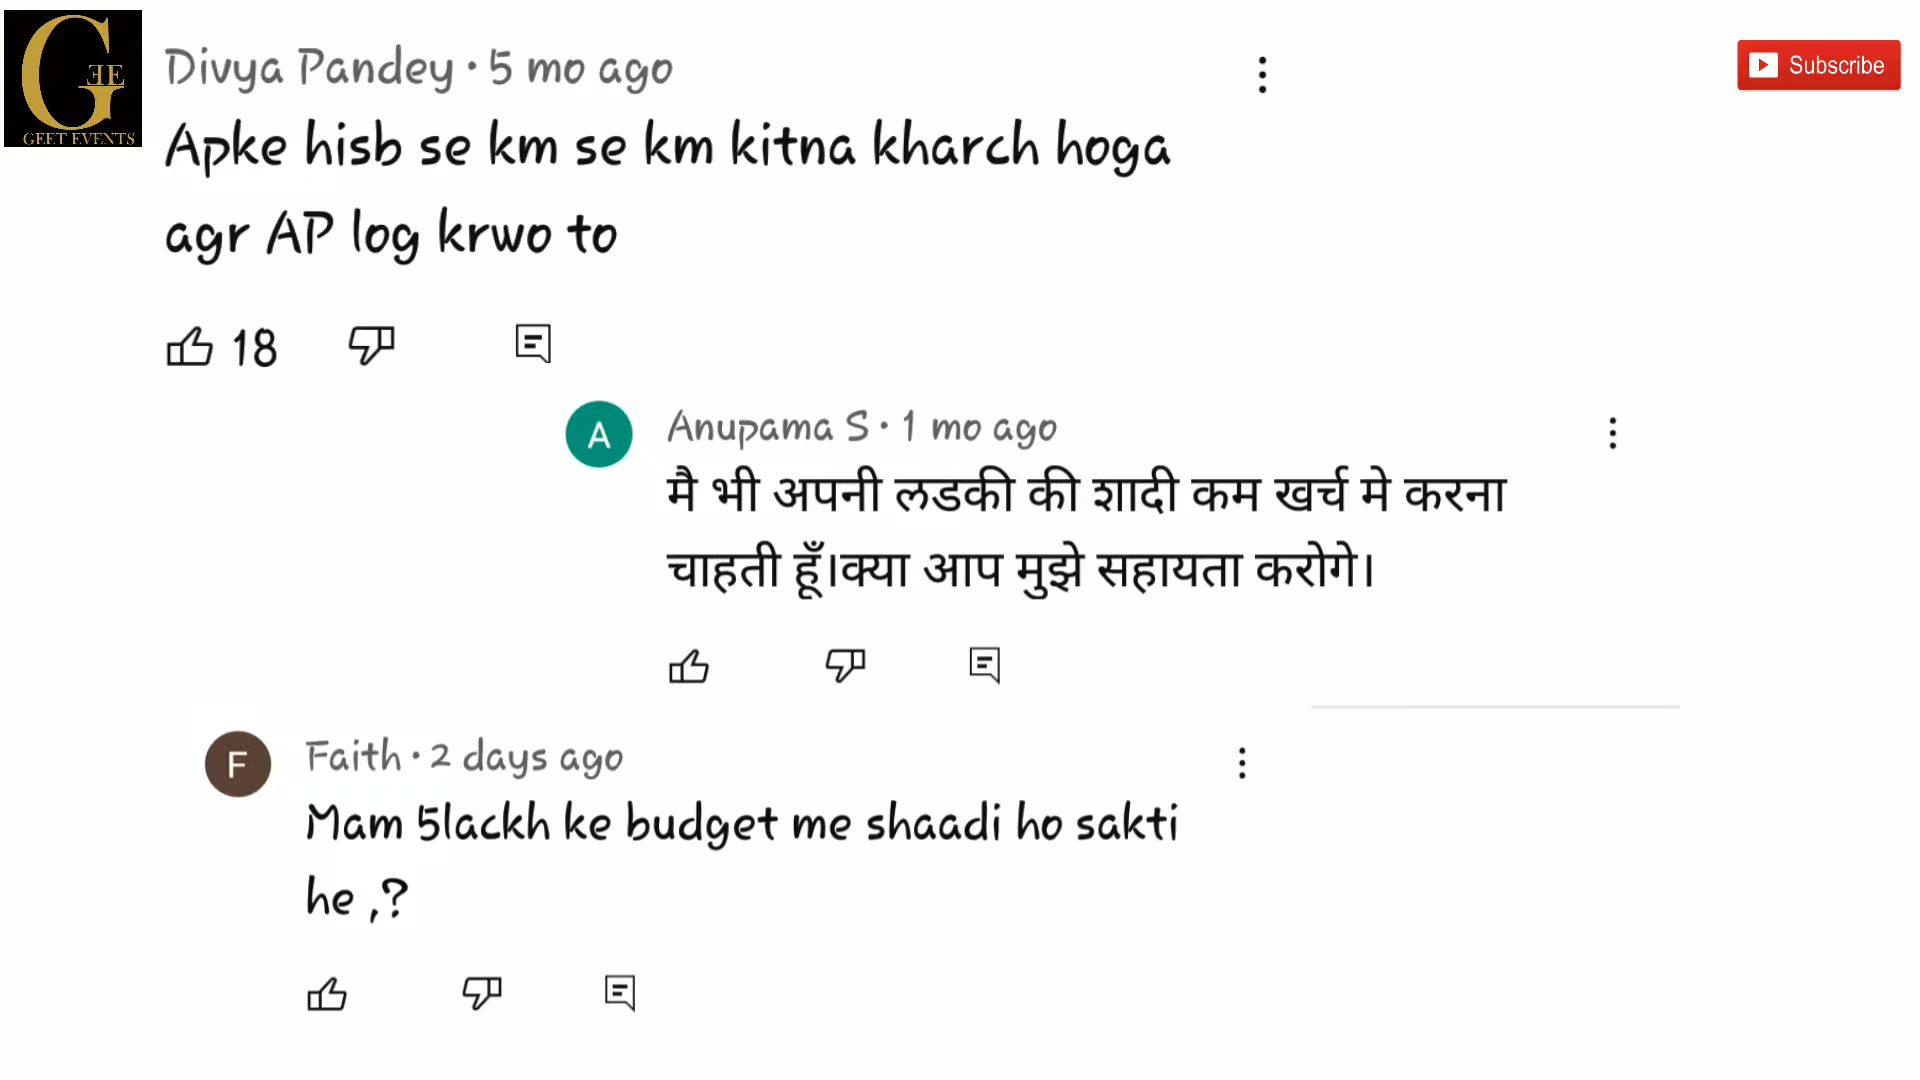 GEE
GEET EVENTS
Subscribe
Divya Pandey • 5 mo ago
Apke hisb se km se km kitna kharch hoga
agr AP log krwo to
18
A
Anupama S • 1 mo ago
मै भी अपनी लडकी की शादी कम खर्च मे करना
चाहती हूँ।क्या आप मुझे सहायता करोगे।
F
Faith • 2 days ago
Mam 5lackh ke budget me shaadi ho sakti
he ,?